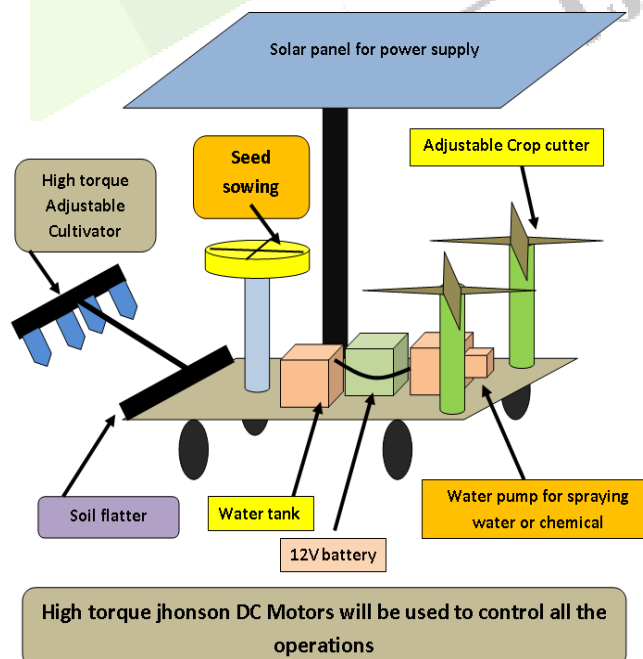 Solar panel for power supply
Seed
sowing
Adjustable Crop cutter
High torque
Adjustable
Cultivator
Soil flatter
Water tank
12V battery
Water pump for spraying
water or chemical
High torque jhonson DC Motors will be used to control all the
operations